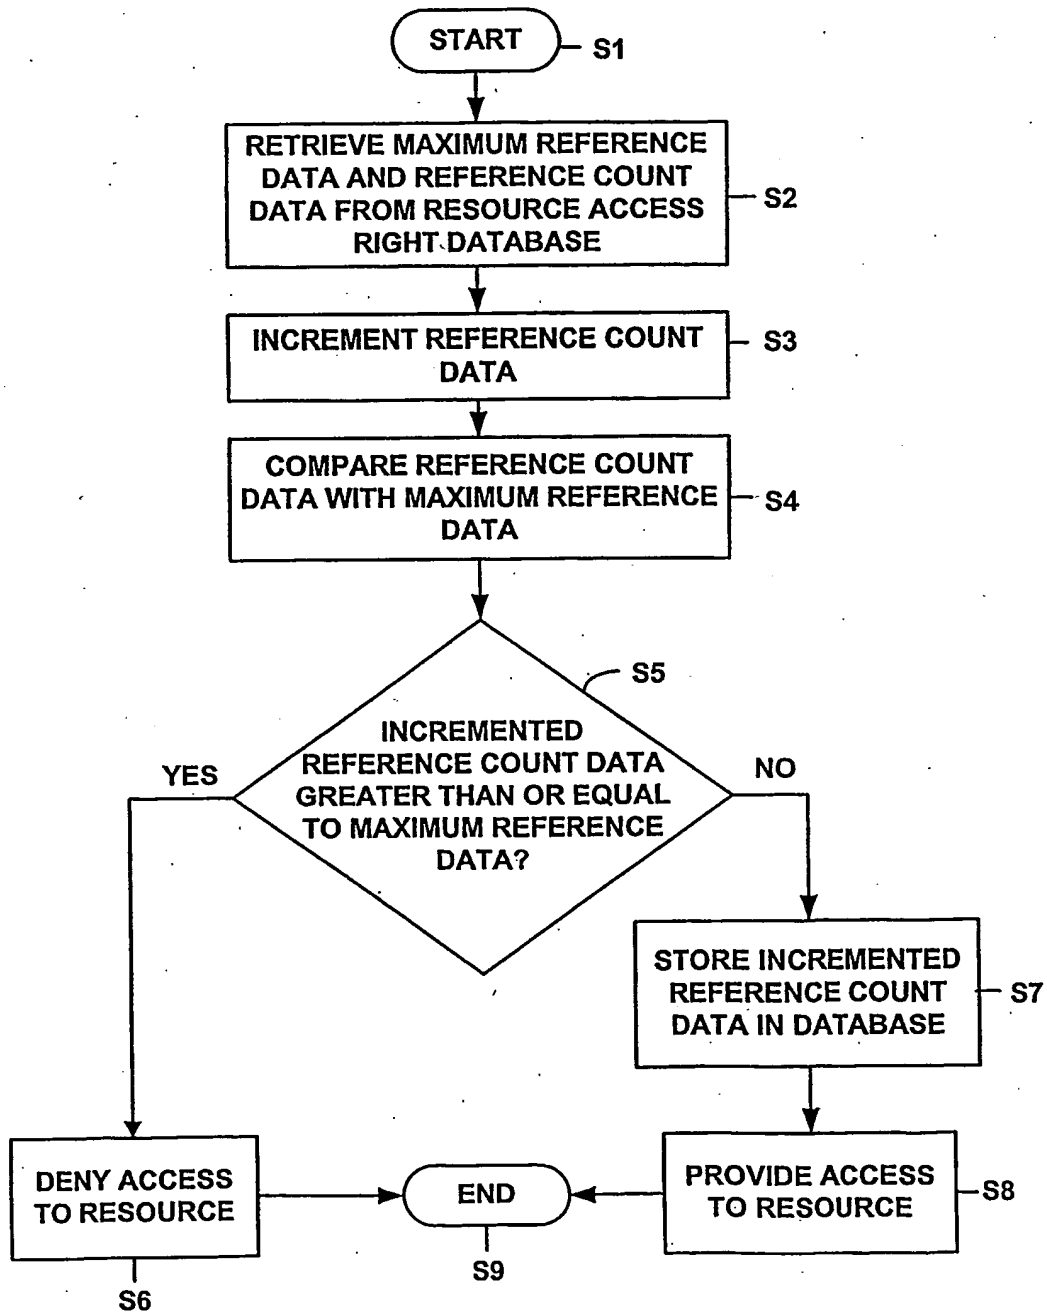 START
S1
RETRIEVE MAXIMUM REFERENCE
DATA AND REFERENCE COUNT
DATA FROM RESOURCE ACCESS
RIGHT DATABASE
S2
INCREMENT REFERENCE COUNT
DATA
S3
COMPARE REFERENCE COUNT
DATA WITH MAXIMUM REFERENCE
DATA
S4
S5
INCREMENTED
REFERENCE COUNT DATA
GREATER THAN OR EQUAL
TO MAXIMUM REFERENCE
DATA?
YES
NO
STORE INCREMENTED
REFERENCE COUNT
DATA IN DATABASE
S7
DENY ACCESS
TO RESOURCE
S6
END
S9
PROVIDE ACCESS
TO RESOURCE
S8